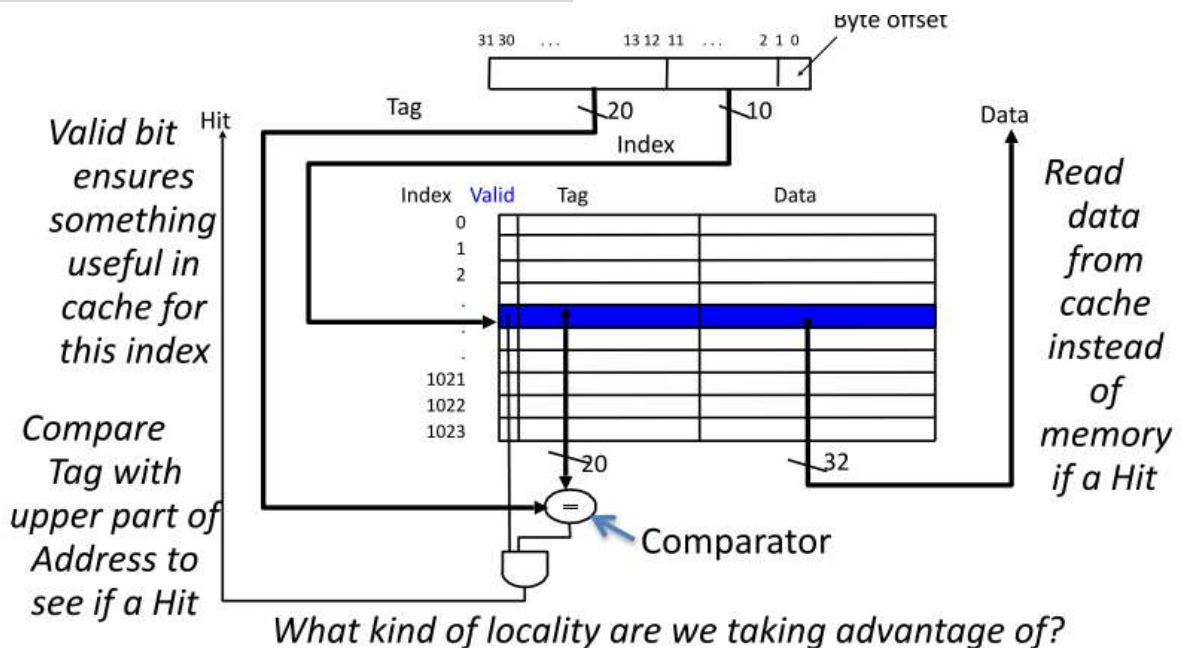 Byte offset
31 30 ... 13 12 11 ... 2 1 0
Tag
20
10
Index
Hit
Data
Valid bit
ensures
something
useful in
cache for
this index
Read
data
from
cache
instead
of
memory
if a Hit
Index Valid Tag Data
0
1
2
.
.
.
1021
1022
1023
20
32
=
Comparator
Compare
Tag with
upper part of
Address to
see if a Hit
What kind of locality are we taking advantage of?